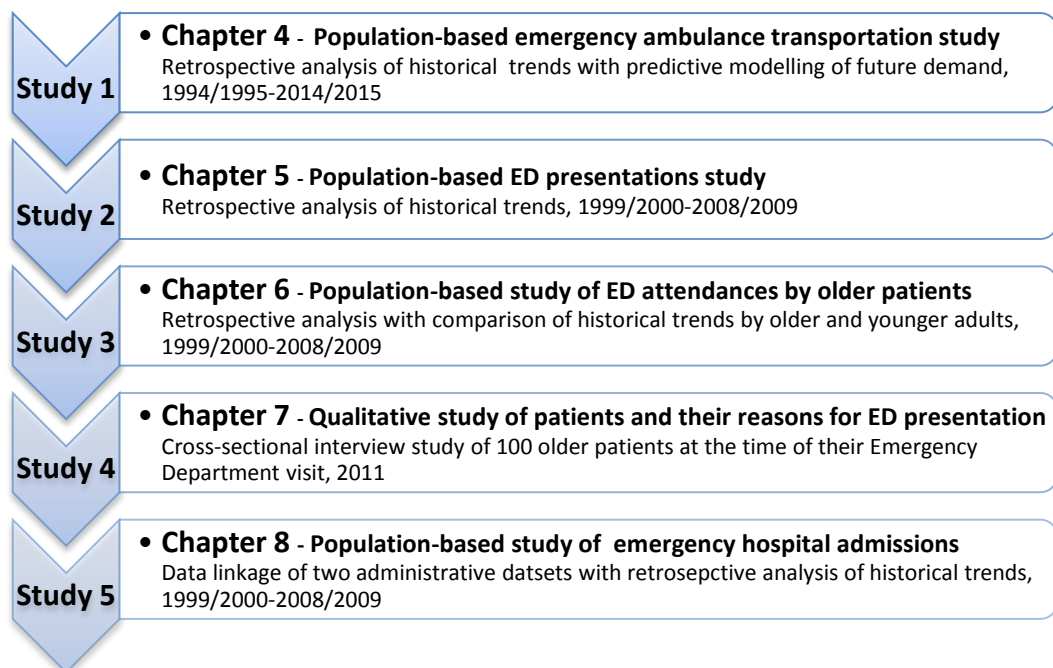 Study 1
• Chapter 4 - Population-based emergency ambulance transportation study
Retrospective analysis of historical trends with predictive modelling of future demand,
1994/1995-2014/2015
Study 2
• Chapter 5 - Population-based ED presentations study
Retrospective analysis of historical trends, 1999/2000-2008/2009
Study 3
• Chapter 6 - Population-based study of ED attendances by older patients
Retrospective analysis with comparison of historical trends by older and younger adults,
1999/2000-2008/2009
Study 4
• Chapter 7 - Qualitative study of patients and their reasons for ED presentation
Cross-sectional interview study of 100 older patients at the time of their Emergency
Department visit, 2011
Study 5
• Chapter 8 - Population-based study of emergency hospital admissions
Data linkage of two administrative datsets with retrosepctive analysis of historical trends,
1999/2000-2008/2009